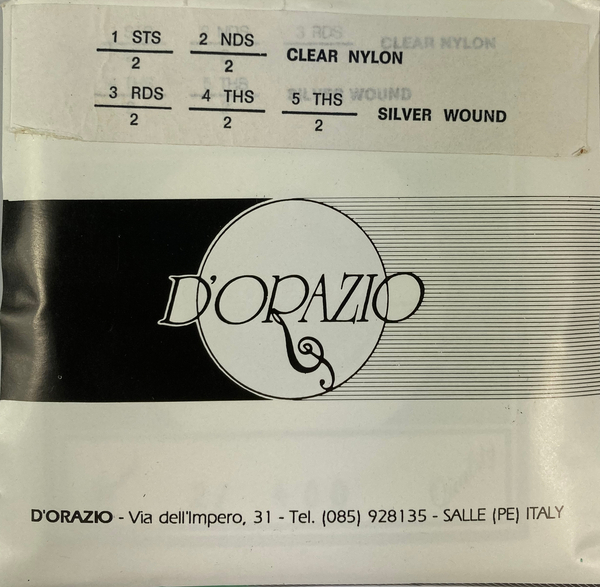 1 STS 2 NDS CLEAR NYLON
2 2
3 RDS 4 THS 5 THS SILVER WOUND
2 2 2
D'ORAZIO
D'ORAZIO - Via dell'Impero, 31 - Tel. (085) 928135 - SALLE (PE) ITALY